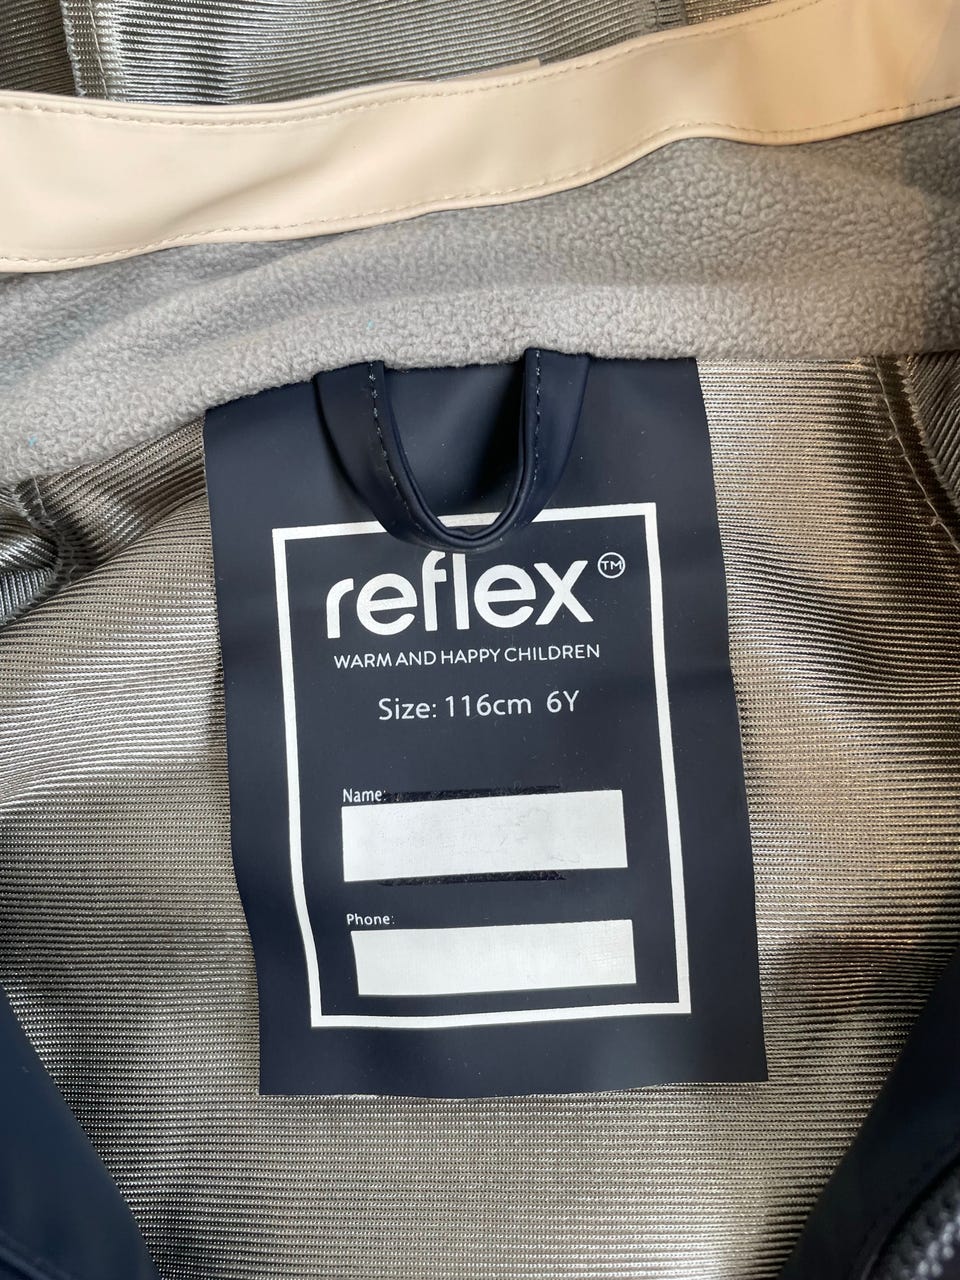 reflex™
WARM AND HAPPY CHILDREN
Size: 116cm 6Y
Name:
Phone: